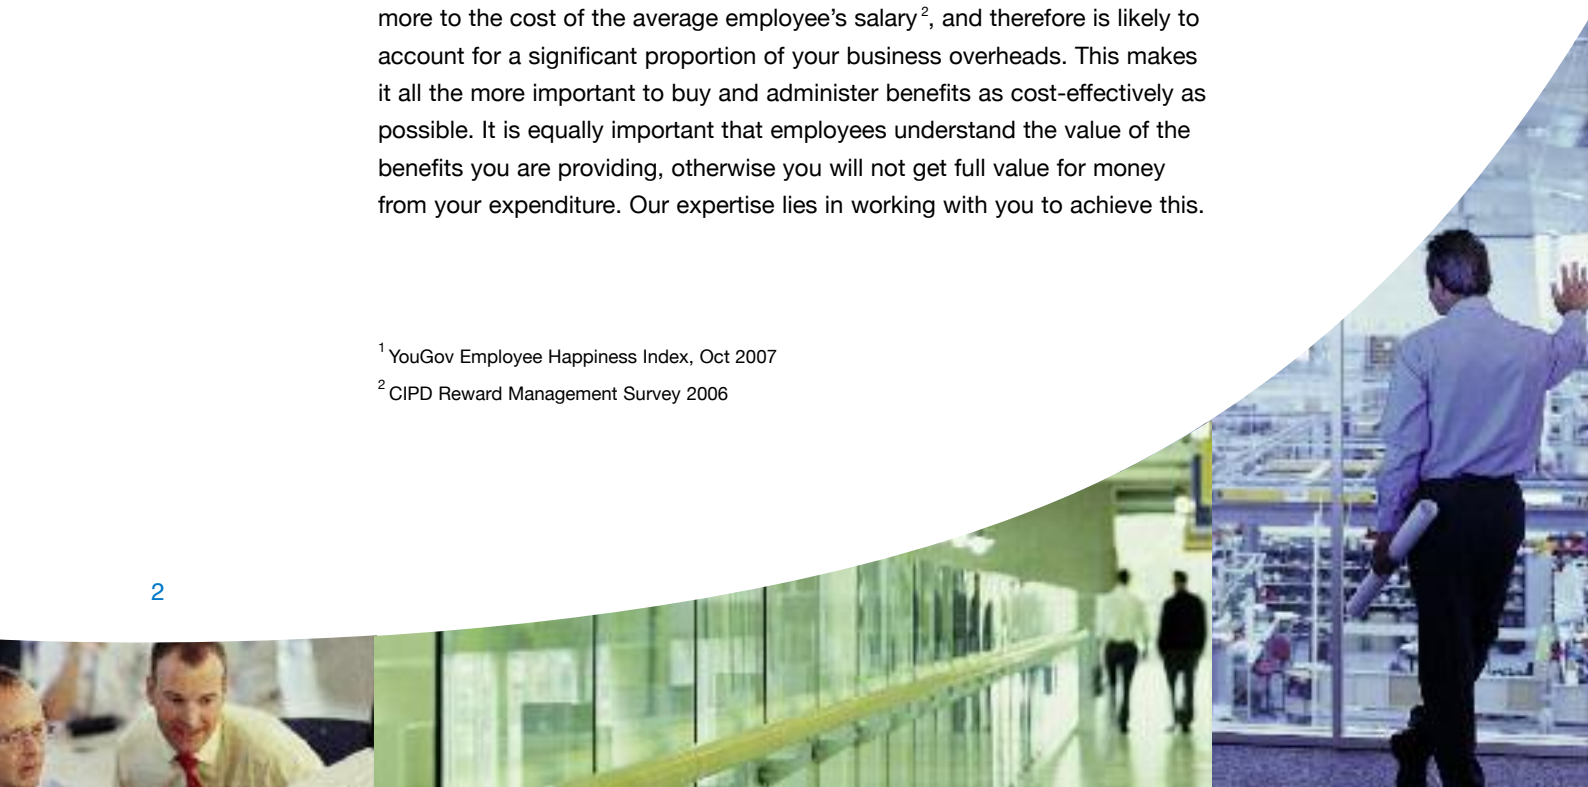 more to the cost of the average employee’s salary 2, and therefore is likely to
account for a significant proportion of your business overheads. This makes
it all the more important to buy and administer benefits as cost-effectively as
possible. It is equally important that employees understand the value of the
benefits you are providing, otherwise you will not get full value for money
from your expenditure. Our expertise lies in working with you to achieve this.
1 YouGov Employee Happiness Index, Oct 2007
2 CIPD Reward Management Survey 2006
2